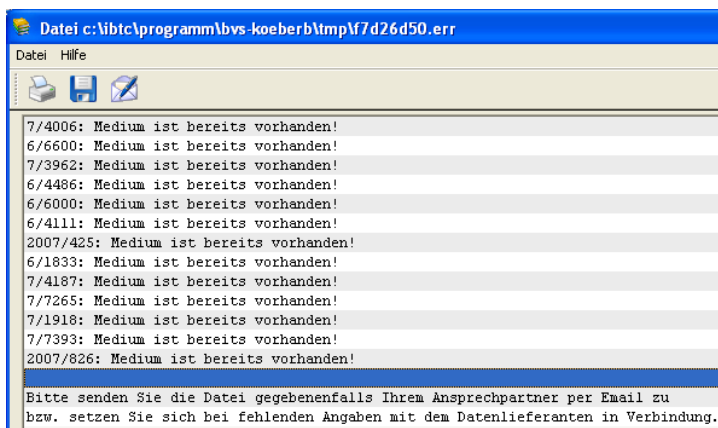 Datei c:\ibtc\programm\bvs-koeberb\tmp\f7d26d50.err
Datei Hilfe
7/4006: Medium ist bereits vorhanden!
6/6600: Medium ist bereits vorhanden!
7/3962: Medium ist bereits vorhanden!
6/4486: Medium ist bereits vorhanden!
6/6000: Medium ist bereits vorhanden!
6/4111: Medium ist bereits vorhanden!
2007/425: Medium ist bereits vorhanden!
6/1833: Medium ist bereits vorhanden!
7/4187: Medium ist bereits vorhanden!
7/7265: Medium ist bereits vorhanden!
7/1918: Medium ist bereits vorhanden!
7/7393: Medium ist bereits vorhanden!
2007/826: Medium ist bereits vorhanden!
Bitte senden Sie die Datei gegebenenfalls Ihrem Ansprechpartner per Email zu
bzw. setzen Sie sich bei fehlenden Angaben mit dem Datenlieferanten in Verbindung.